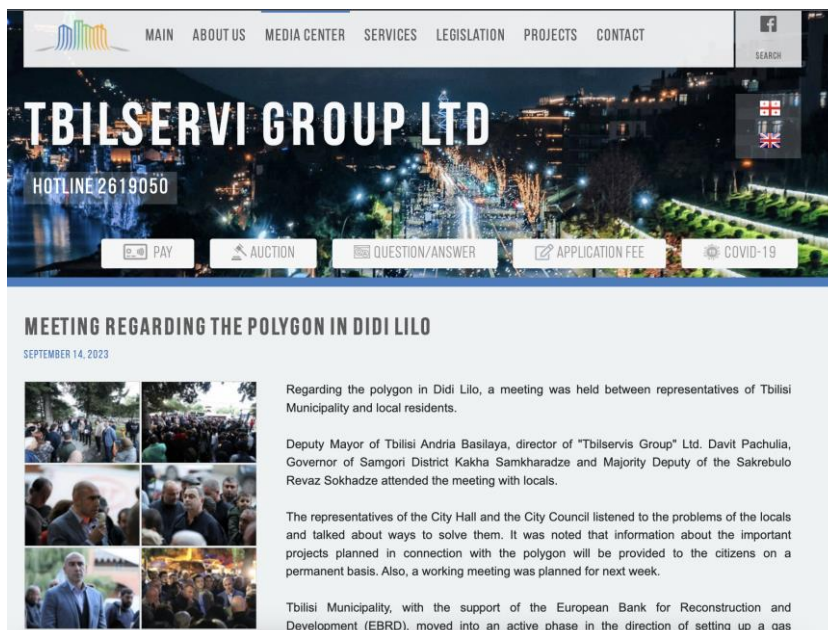 MAIN ABOUT US MEDIA CENTER SERVICES LEGISLATION PROJECTS CONTACT
SEARCH
TBILSERVI GROUP LTD
HOTLINE 2619050
PAY AUCTION QUESTION/ANSWER APPLICATION FEE COVID-19
MEETING REGARDING THE POLYGON IN DIDI LILO
SEPTEMBER 14, 2023
Regarding the polygon in Didi Lilo, a meeting was held between representatives of Tbilisi
Municipality and local residents.
Deputy Mayor of Tbilisi Andria Basilaya, director of "Tbilservis Group" Ltd. Davit Pachulia,
Governor of Samgori District Kakha Samkharadze and Majority Deputy of the Sakrebulo
Revaz Sokhadze attended the meeting with locals.
The representatives of the City Hall and the City Council listened to the problems of the locals
and talked about ways to solve them. It was noted that information about the important
projects planned in connection with the polygon will be provided to the citizens on a
permanent basis. Also, a working meeting was planned for next week.
Tbilisi Municipality, with the support of the European Bank for Reconstruction and
Development (EBRD), moved into an active phase in the direction of setting up a gas